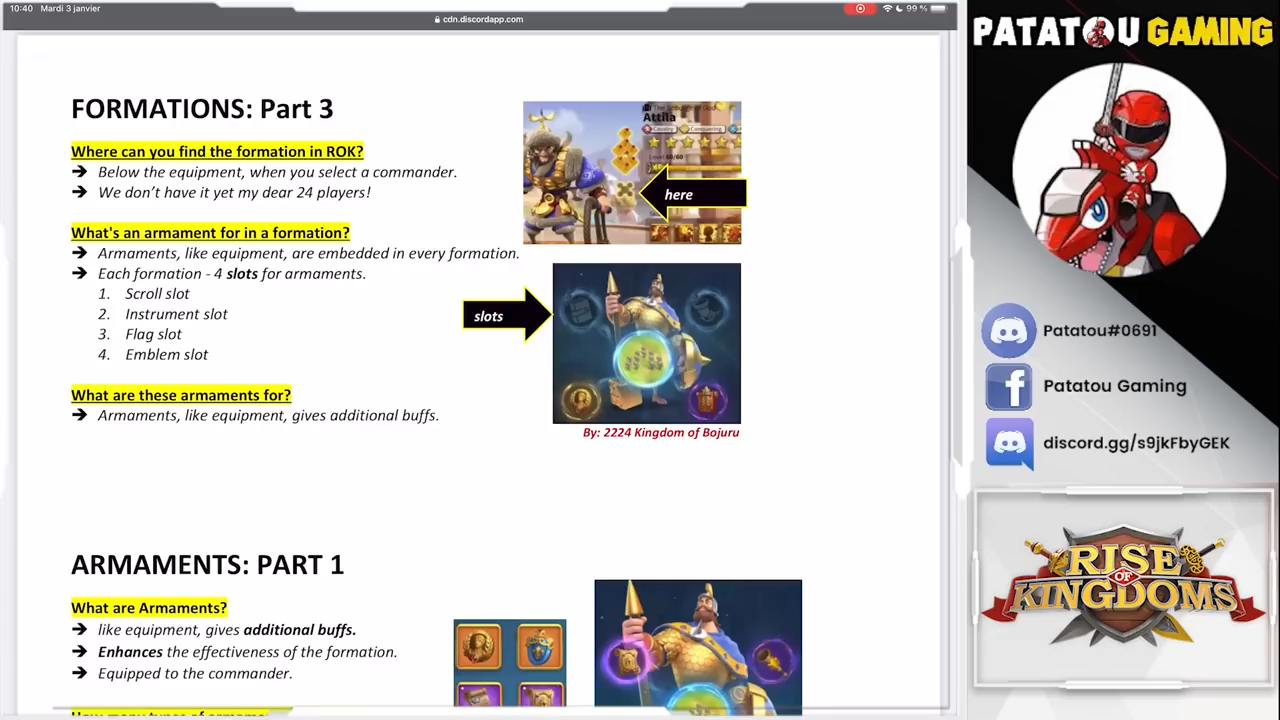 10:40 Mardi 3 janvier
99 %
cdn.discordapp.com
PATATOU GAMING
FORMATIONS: Part 3
Where can you find the formation in ROK?
➔ Below the equipment, when you select a commander.
➔ We don't have it yet my dear 24 players!
Attila
Cavalry
Conquering
here
What's an armament for in a formation?
➔ Armaments, like equipment, are embedded in every formation.
➔ Each formation - 4 slots for armaments.
1. Scroll slot
2. Instrument slot
3. Flag slot
4. Emblem slot
slots
What are these armaments for?
➔ Armaments, like equipment, gives additional buffs.
By: 2224 Kingdom of Bojuru
ARMAMENTS: PART 1
What are Armaments?
➔ like equipment, gives additional buffs.
➔ Enhances the effectiveness of the formation.
➔ Equipped to the commander.
Patatou#0691
Patatou Gaming
discord.gg/s9jkFbyGEK
RISE
OF
KINGDOMS